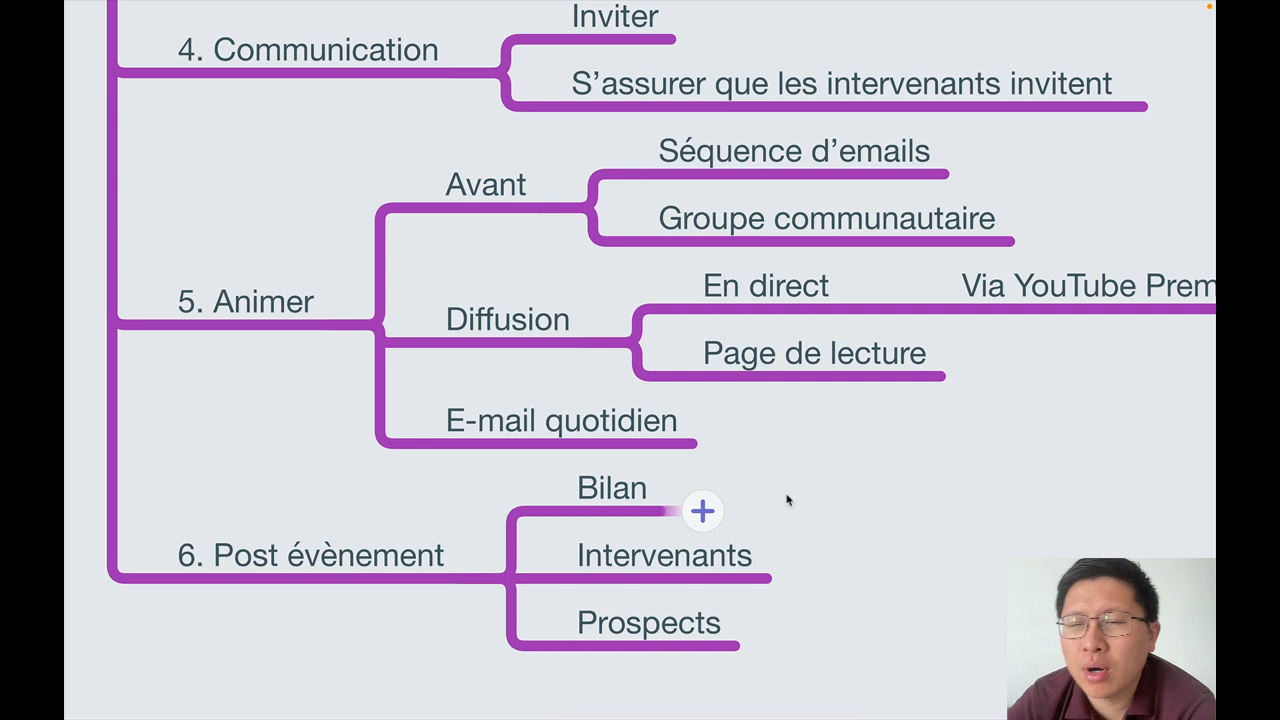 Inviter
4. Communication
S’assurer que les intervenants invitent
Séquence d’emails
Avant
Groupe communautaire
En direct
Via YouTube Prem
5. Animer
Diffusion
Page de lecture
E-mail quotidien
Bilan
6. Post évènement
Intervenants
Prospects